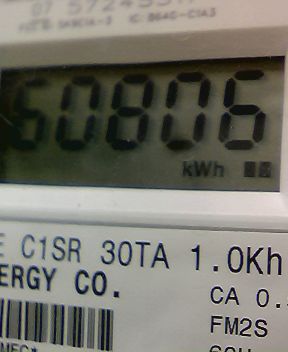 60806
kWh
E C1SR 30TA 1.0Kh
ERGY CO.
CA 0.
FM2S